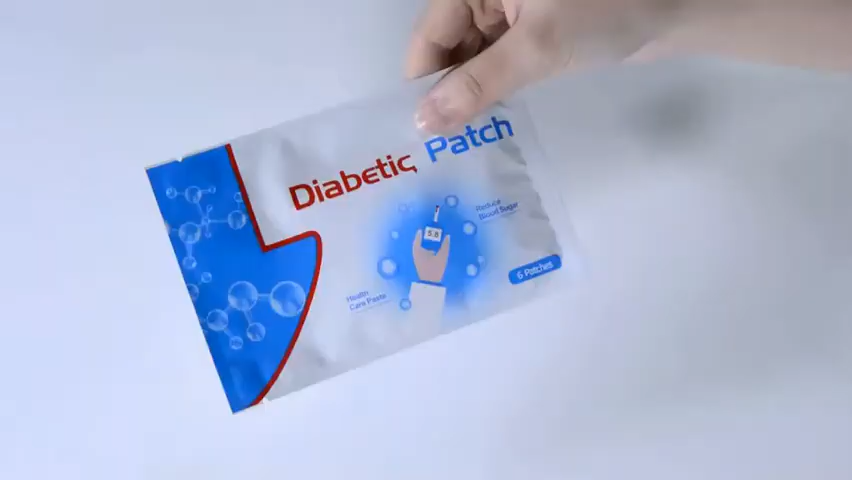 Diabetic Patch
Reduce
Blood Sugar
5.8
Health
Care Paste
6 Patches